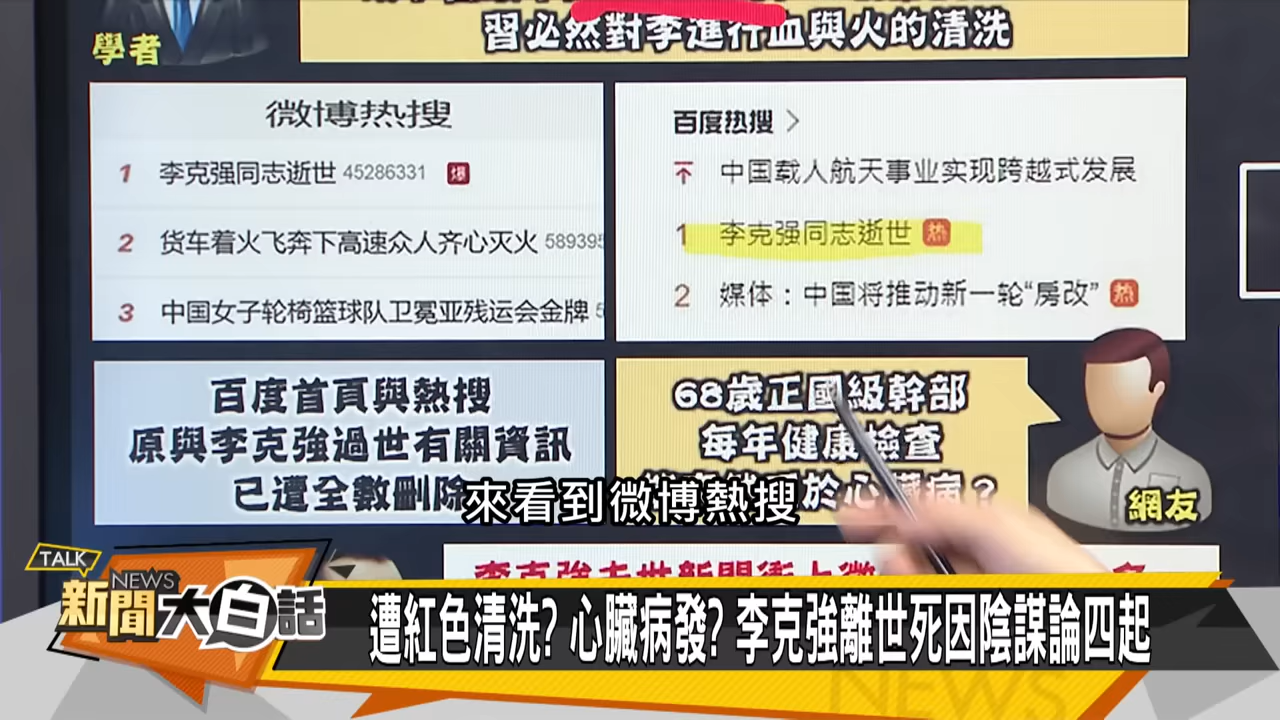 習必然對李進行血與火的清洗
學者
微博热搜
1 李克强同志逝世 45286331 爆
2 货车着火飞奔下高速众人齐心灭火 589395
3 中国女子轮椅篮球队卫冕亚残运会金牌
百度热搜 >
中国载人航天事业实现跨越式发展
1 李克强同志逝世 热
2 媒体：中国将推动新一轮“房改” 热
百度首頁與熱搜
原與李克強過世有關資訊
已遭全數刪除
68歲正國級幹部
每年健康檢查
於心臟病？
網友
來看到微博熱搜
TALK
NEWS
新聞大白話
遭紅色清洗? 心臟病發? 李克強離世死因陰謀論四起
NEWS